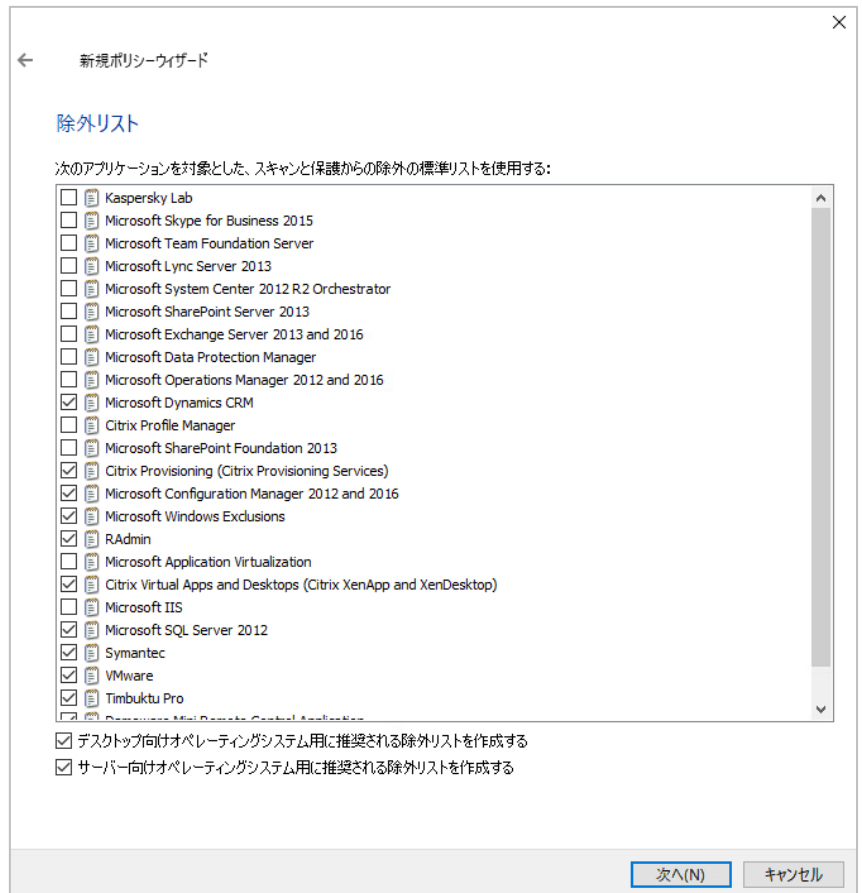 新規ポリシーウィザード
除外リスト
次のアプリケーションを対象とした、スキャンと保護からの除外の標準リストを使用する:
Kaspersky Lab
Microsoft Skype for Business 2015
Microsoft Team Foundation Server
Microsoft Lync Server 2013
Microsoft System Center 2012 R2 Orchestrator
Microsoft SharePoint Server 2013
Microsoft Exchange Server 2013 and 2016
Microsoft Data Protection Manager
Microsoft Operations Manager 2012 and 2016
Microsoft Dynamics CRM
Citrix Profile Manager
Microsoft SharePoint Foundation 2013
Citrix Provisioning (Citrix Provisioning Services)
Microsoft Configuration Manager 2012 and 2016
Microsoft Windows Exclusions
RAdmin
Microsoft Application Virtualization
Citrix Virtual Apps and Desktops (Citrix XenApp and XenDesktop)
Microsoft IIS
Microsoft SQL Server 2012
Symantec
VMware
Timbuktu Pro
Dameware Mini Remote Control Application
デスクトップ向けオペレーティングシステム用に推奨される除外リストを作成する
サーバー向けオペレーティングシステム用に推奨される除外リストを作成する
次へ(N)
キャンセル